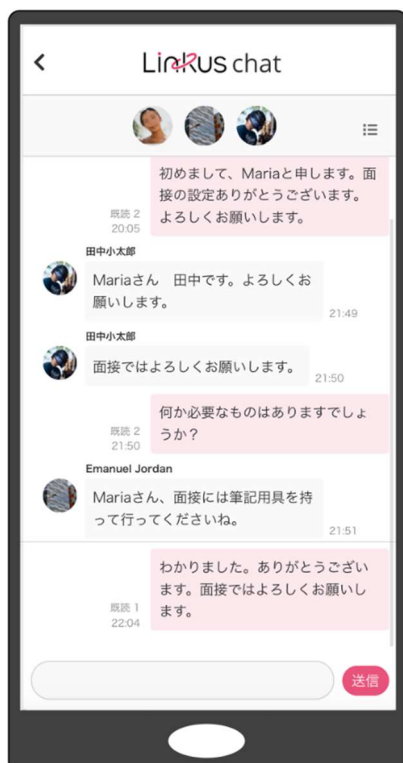 Linkus chat
初めまして、Mariaと申します。面
接の設定ありがとうございます。
よろしくお願いします。
既読 2
20:05
田中小太郎
Mariaさん　田中です。よろしくお
願いします。
21:49
田中小太郎
面接ではよろしくお願いします。
21:50
何か必要なものはありますでしょ
うか？
既読 2
21:50
Emanuel Jordan
Mariaさん、面接には筆記用具を持
って行ってくださいね。
21:51
わかりました。ありがとうござい
ます。面接ではよろしくお願いし
ます。
既読 1
22:04
送信